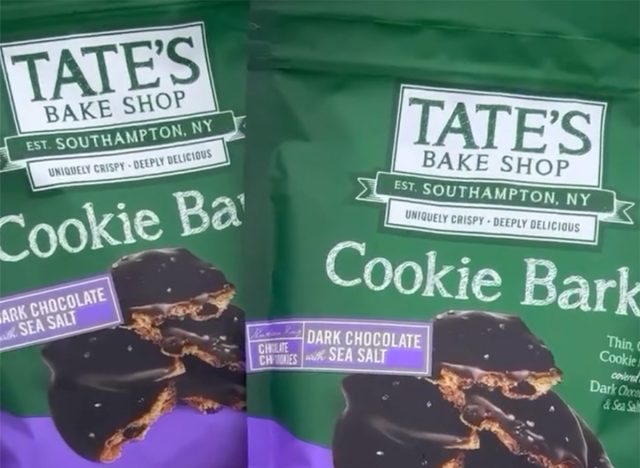 TATE'S
BAKE SHOP
EST. SOUTHAMPTON, NY
UNIQUELY CRISPY • DEEPLY DELICIOUS
Cookie Ba
ARK CHOCOLATE
with SEA SALT
TATE'S
BAKE SHOP
EST. SOUTHAMPTON, NY
UNIQUELY CRISPY • DEEPLY DELICIOUS
Cookie Bark
DARK CHOCOLATE
with SEA SALT
Thin,
Cookie
covered
Dark Choco
& Sea Sal